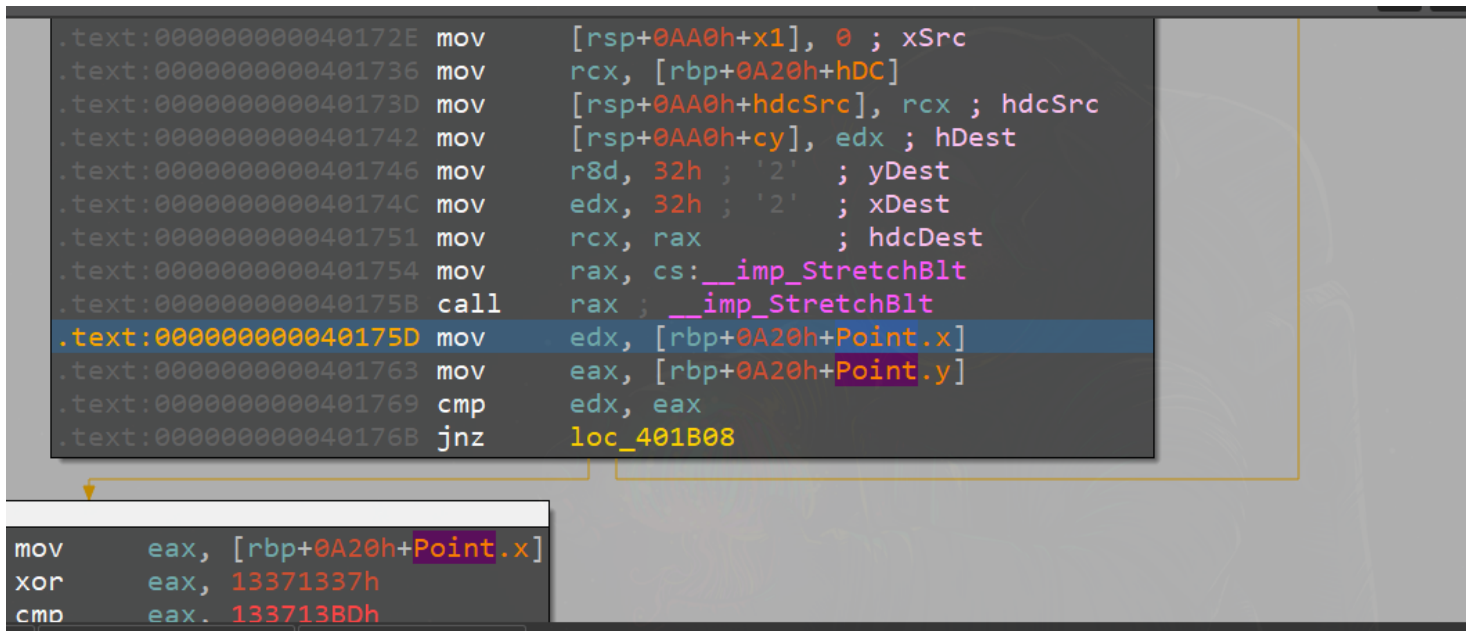 .text:000000000040172E mov [rsp+0AA0h+x1], 0 ; xSrc
.text:0000000000401736 mov rcx, [rbp+0A20h+hDC]
.text:000000000040173D mov [rsp+0AA0h+hdcSrc], rcx ; hdcSrc
.text:0000000000401742 mov [rsp+0AA0h+cy], edx ; hDest
.text:0000000000401746 mov r8d, 32h ; '2' ; yDest
.text:000000000040174C mov edx, 32h ; '2' ; xDest
.text:0000000000401751 mov rcx, rax ; hdcDest
.text:0000000000401754 mov rax, cs:__imp_StretchBlt
.text:000000000040175B call rax ; __imp_StretchBlt
.text:000000000040175D mov edx, [rbp+0A20h+Point.x]
.text:0000000000401763 mov eax, [rbp+0A20h+Point.y]
.text:0000000000401769 cmp edx, eax
.text:000000000040176B jnz loc_401B08
mov eax, [rbp+0A20h+Point.x]
xor eax, 13371337h
cmp eax, 133713BDh